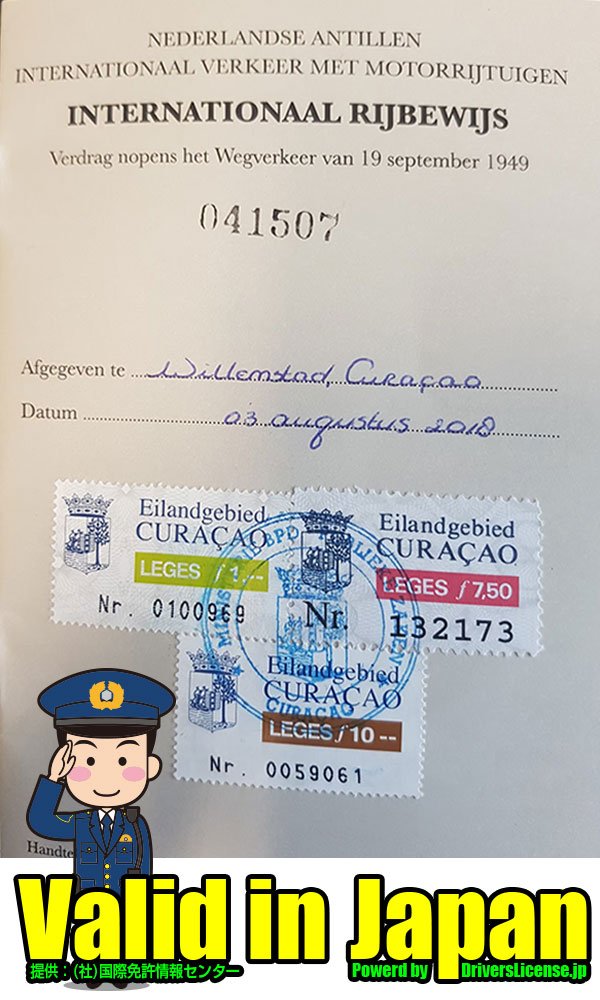 NEDERLANDSE ANTILLEN
INTERNATIONAAL VERKEER MET MOTORRIJTUIGEN
INTERNATIONAAL RIJBEWIJS
Verdrag nopens het Wegverkeer van 19 september 1949
041507
Afgegeven te Willemstad, Curaçao
Datum 03 augustus 2018
Eilandgebied
CURAÇAO
LEGES ƒ 1,--
Nr. 0100969
Eilandgebied
CURAÇAO
LEGES ƒ 7,50
Nr. 132173
Eilandgebied
CURAÇAO
LEGES ƒ 10 --
Nr. 0059061
CURAÇAO
Valid in Japan
提供：（社）国際免許情報センター
Powerd by DriversLicense.jp